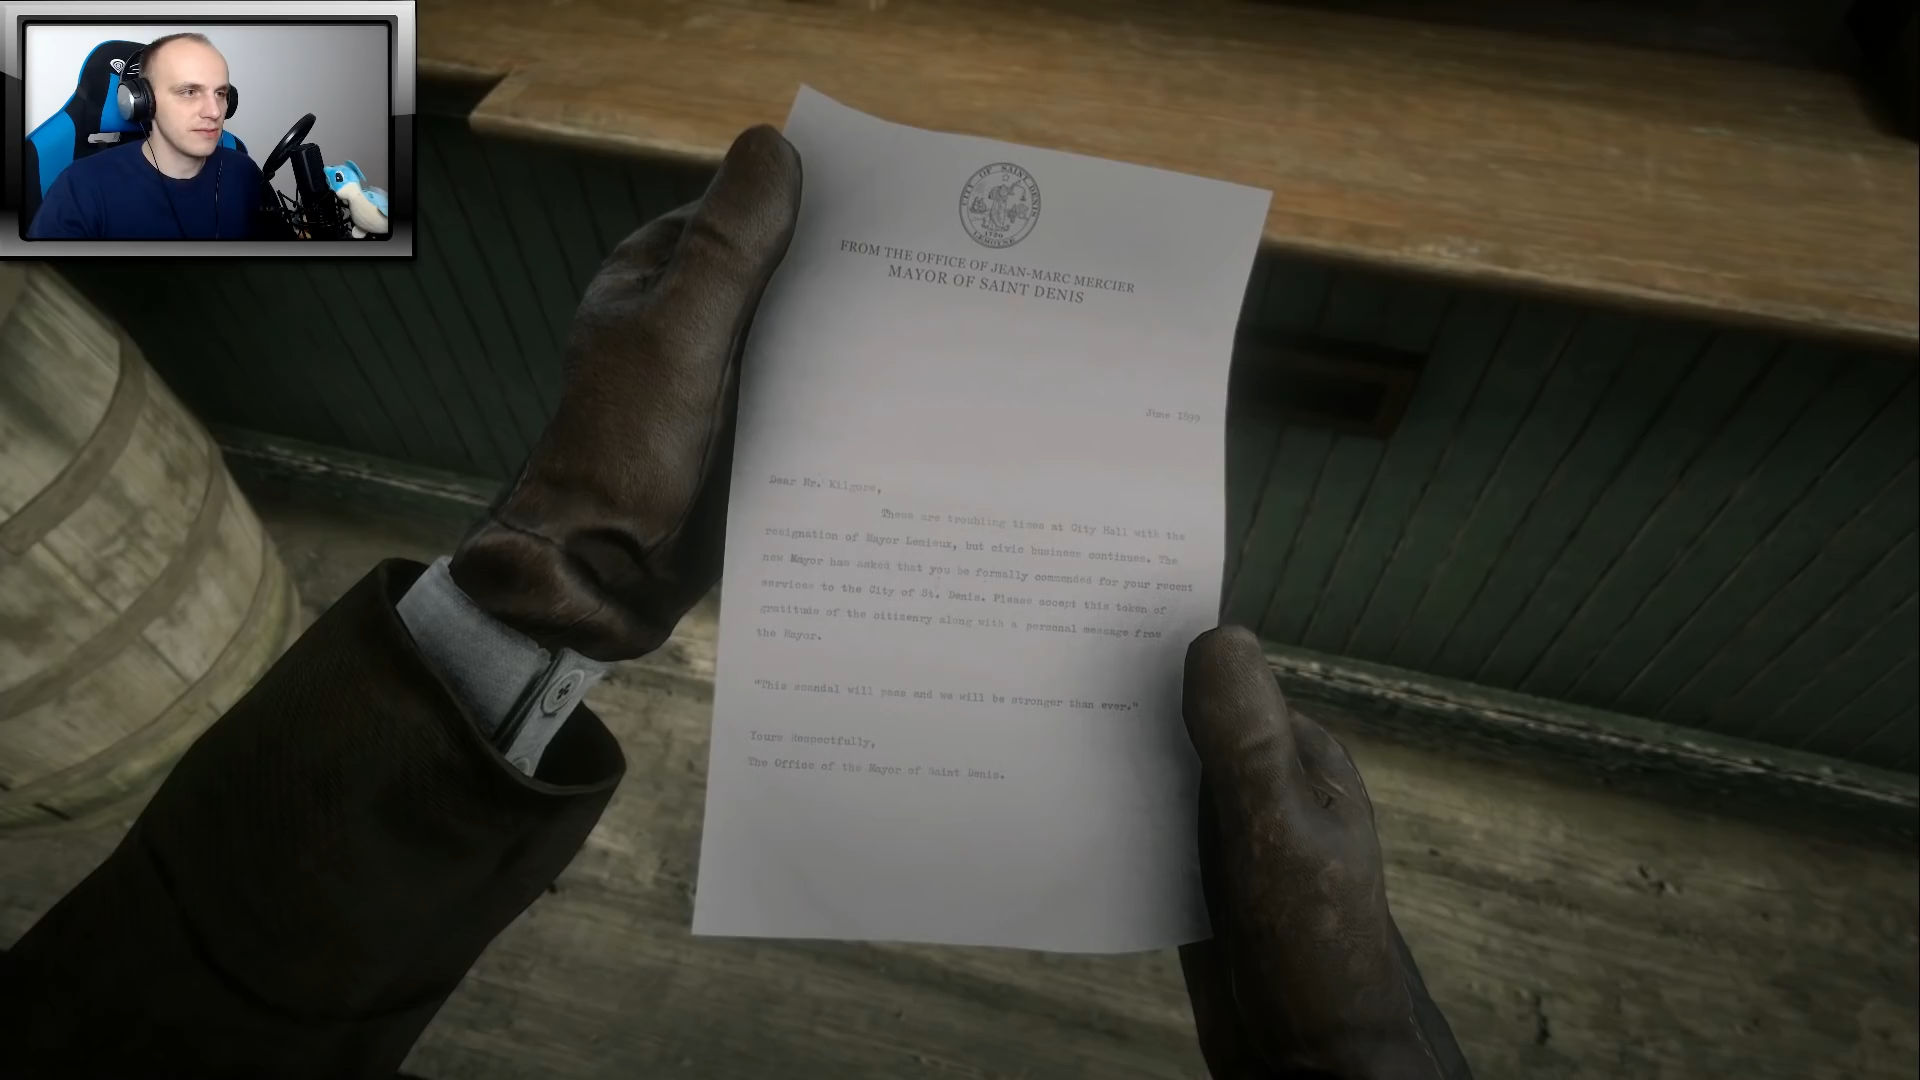 CITY OF SAINT DENIS
1720
LEMOYNE
FROM THE OFFICE OF JEAN-MARC MERCIER
MAYOR OF SAINT DENIS
June 1899
Dear Mr. Kilgore,
These are troubling times at City Hall with the
resignation of Mayor Lemieux, but civic business continues. The
new Mayor has asked that you be formally commended for your recent
services to the City of St. Denis. Please accept this token of
gratitude of the citizenry along with a personal message from
the Mayor.
"This scandal will pass and we will be stronger than ever."
Yours Respectfully,
The Office of the Mayor of Saint Denis.